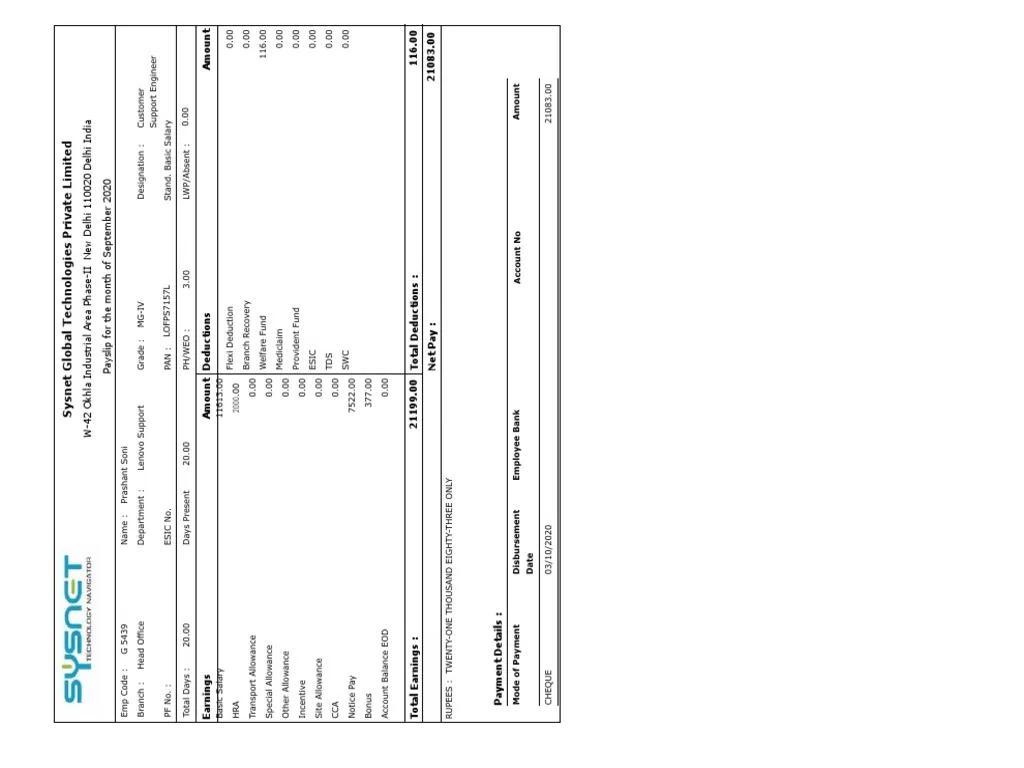 SYSNET
TECHNOLOGY NAVIGATOR
Sysnet Global Technologies Private Limited
W-42 Okhla Industrial Area Phase-II New Delhi 110020 Delhi India
Payslip for the month of September 2020
Emp Code : G 5439 Name : Prashant Soni
Branch : Head Office Department : Lenovo Support Grade : MG-IV Designation : Customer
Support Engineer
PF No. : ESIC No. PAN : LOFPS7157L Stand. Basic Salary
Total Days : 20.00 Days Present 20.00 PH/WEO : 3.00 LWP/Absent : 0.00
Earnings Amount Deductions Amount
Basic Salary
HRA 2000.00 Flexi Deduction 0.00
Transport Allowance 0.00 Branch Recovery 0.00
Special Allowance 0.00 Welfare Fund 116.00
Other Allowance 0.00 Mediclaim 0.00
Incentive 0.00 Provident Fund 0.00
Site Allowance 0.00 ESIC 0.00
CCA 0.00 TDS 0.00
Notice Pay 7522.00 SWC 0.00
Bonus 377.00
Account Balance EOD 0.00
Total Earnings : 21199.00 Total Deductions : 116.00
Net Pay : 21083.00
RUPEES : TWENTY-ONE THOUSAND EIGHTY-THREE ONLY
Payment Details :
Mode of Payment Disbursement Employee Bank Account No Amount
Date
CHEQUE 03/10/2020 21083.00